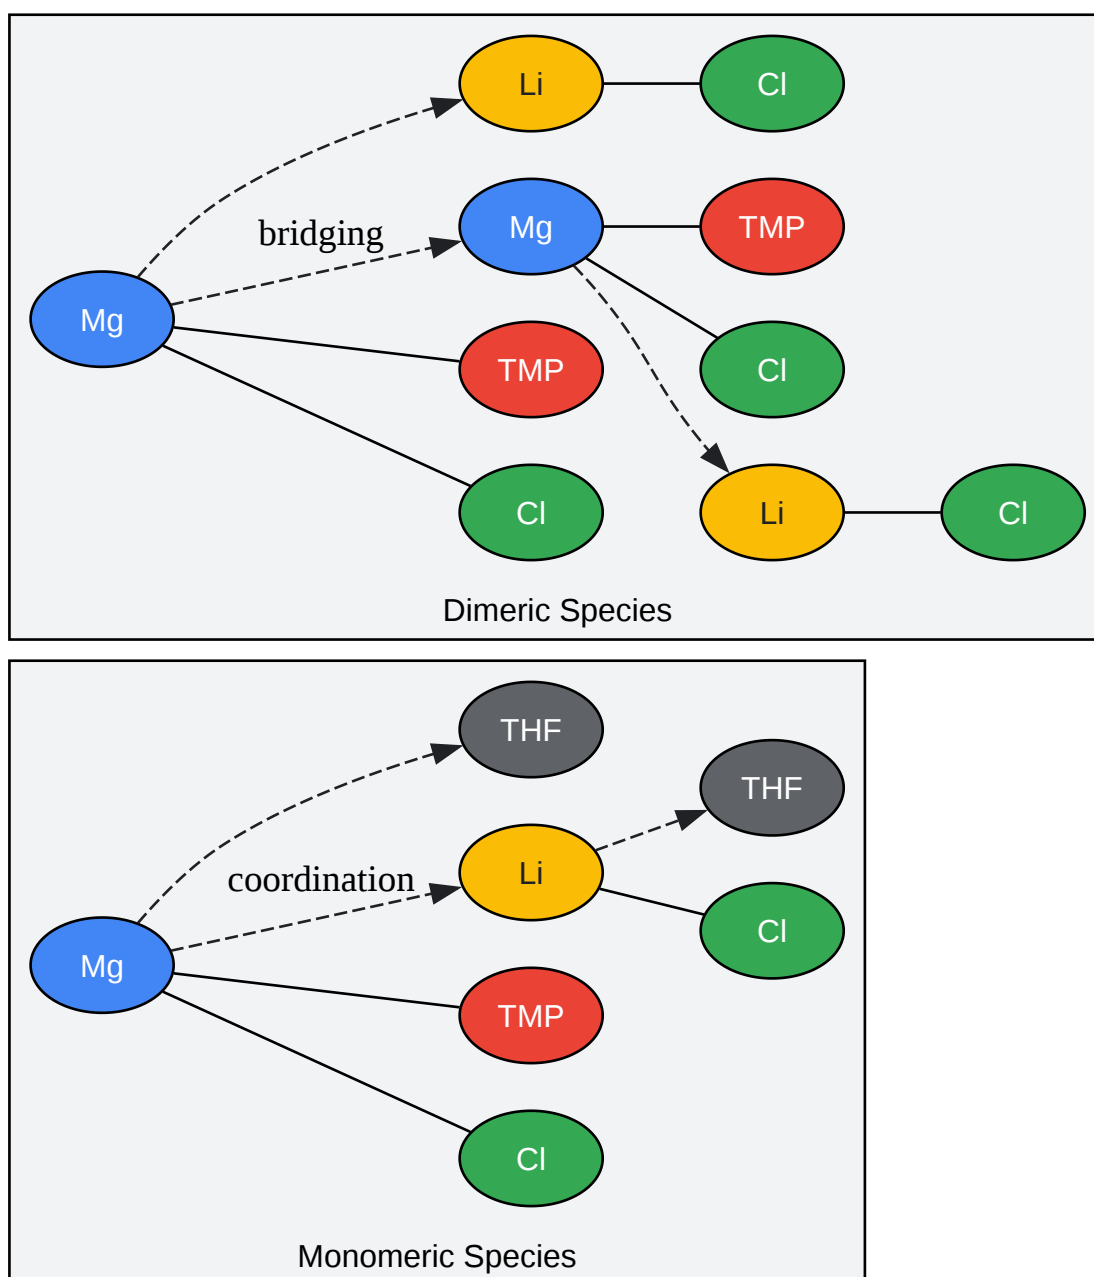 Li
Cl
bridging
Mg
TMP
Mg
TMP
Cl
Cl
Li
Cl
Dimeric Species
THF
THF
coordination
Li
Cl
Mg
TMP
Cl
Monomeric Species